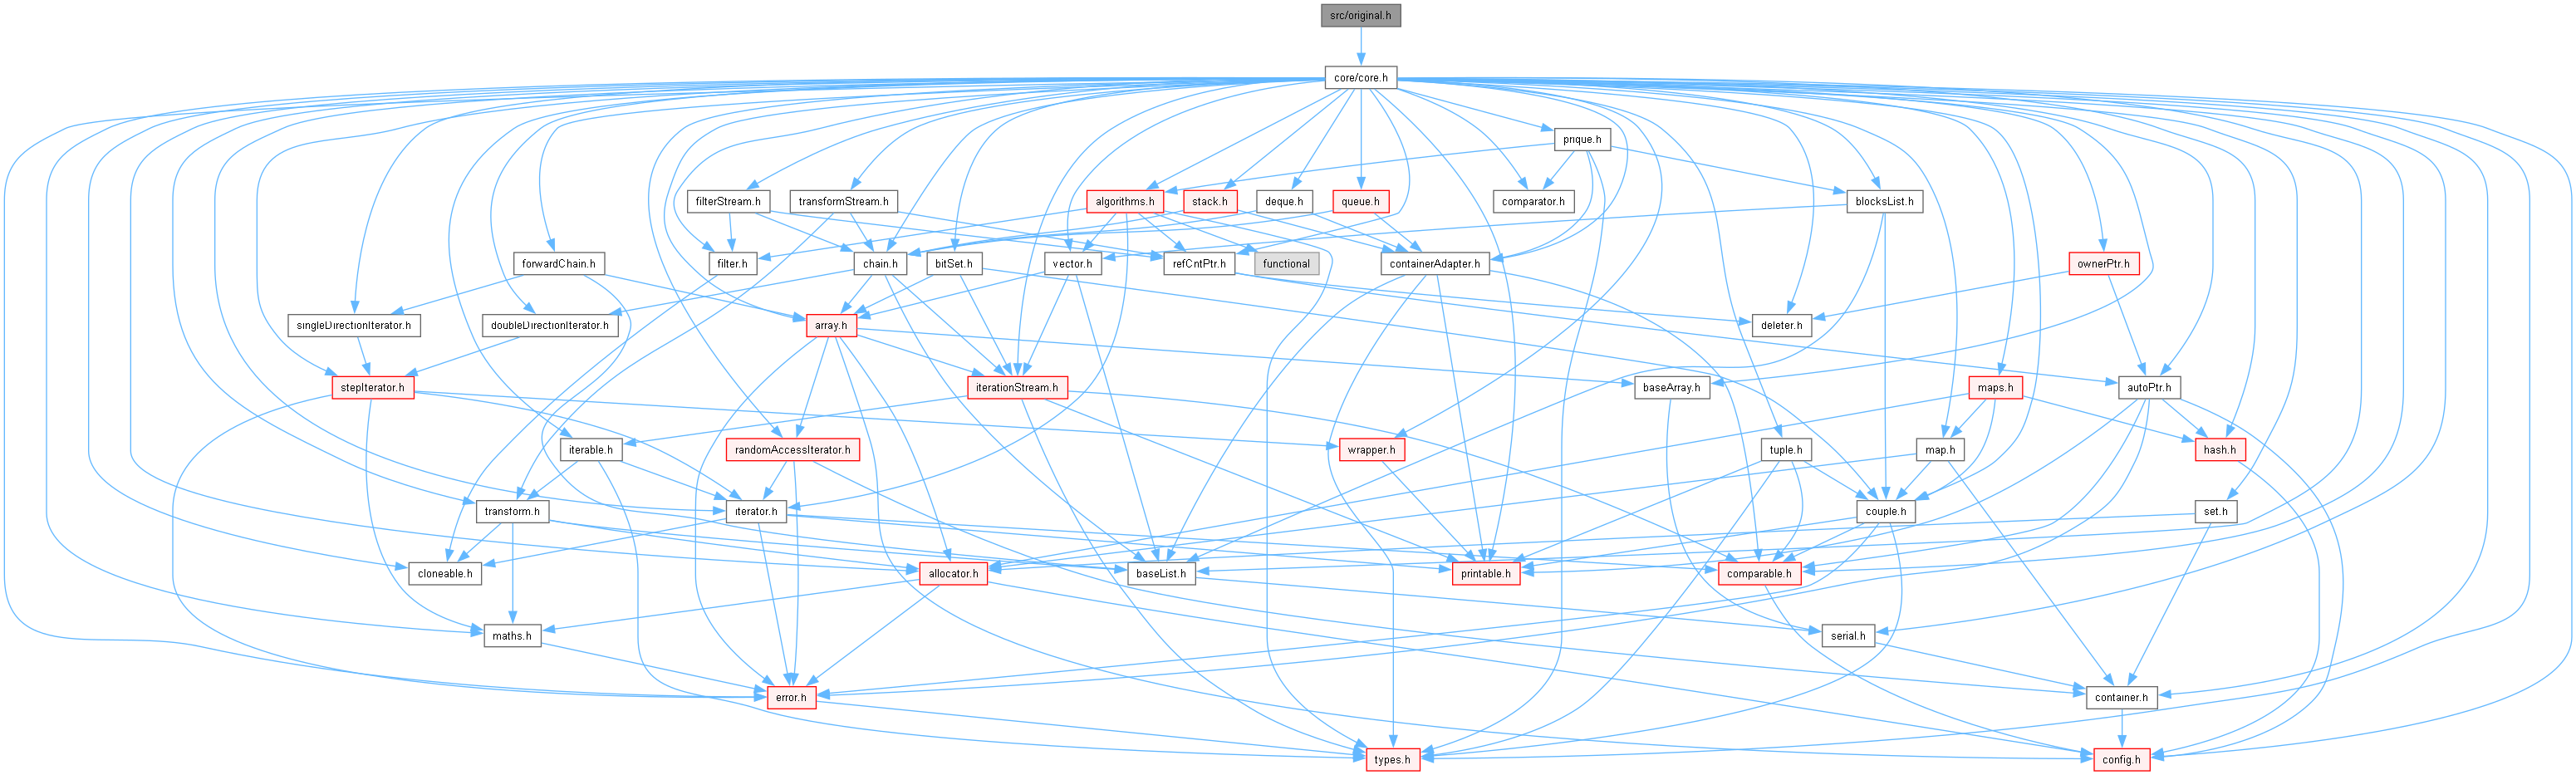 src/original.h
core/core.h
prique.h
filterStream.h
transformStream.h
algorithms.h
stack.h
deque.h
queue.h
comparator.h
blocksList.h
forwardChain.h
filter.h
chain.h
bitSet.h
vector.h
refCntPtr.h
functional
containerAdapter.h
ownerPtr.h
singleDirectionIterator.h
doubleDirectionIterator.h
array.h
deleter.h
stepIterator.h
iterationStream.h
baseArray.h
maps.h
autoPtr.h
iterable.h
randomAccessIterator.h
wrapper.h
tuple.h
map.h
hash.h
transform.h
iterator.h
couple.h
set.h
cloneable.h
allocator.h
baseList.h
printable.h
comparable.h
maths.h
serial.h
error.h
container.h
types.h
config.h